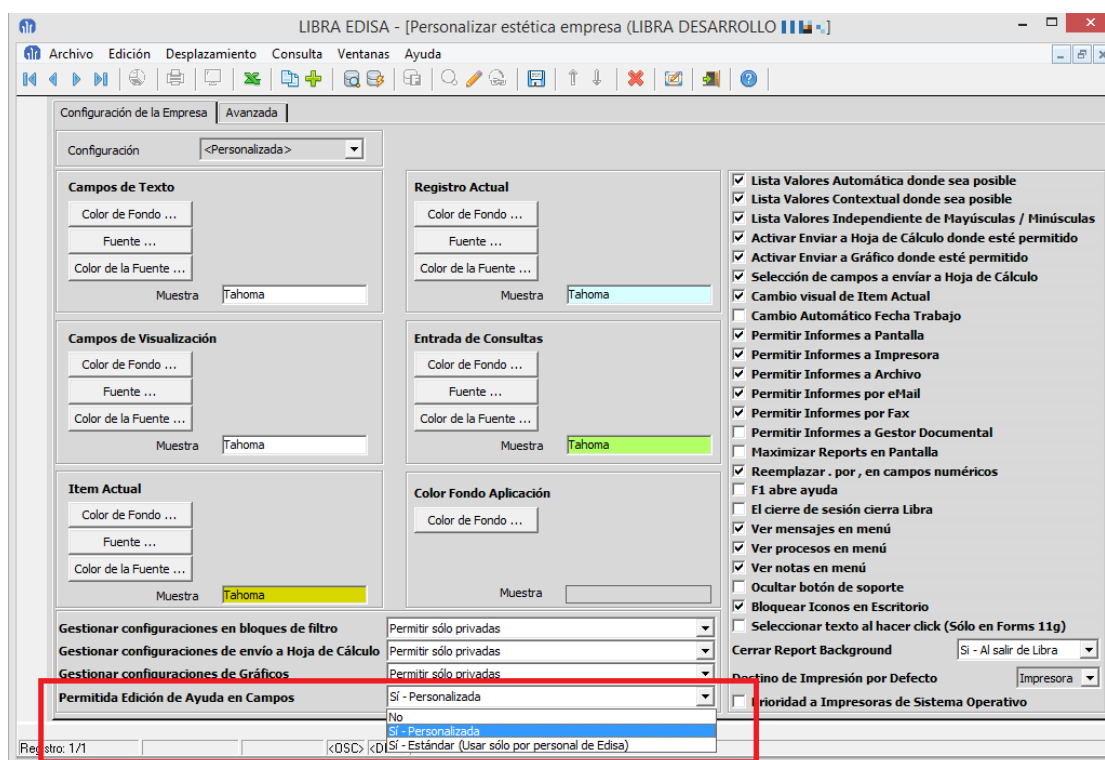 LIBRA EDISA - [Personalizar estética empresa (LIBRA DESARROLLO
Archivo Edición Desplazamiento Consulta Ventanas Ayuda
Configuración de la Empresa Avanzada
Configuración <Personalizada>
Campos de Texto
Color de Fondo ...
Fuente ...
Color de la Fuente ...
Muestra Tahoma
Registro Actual
Color de Fondo ...
Fuente ...
Color de la Fuente ...
Muestra Tahoma
Campos de Visualización
Color de Fondo ...
Fuente ...
Color de la Fuente ...
Muestra Tahoma
Entrada de Consultas
Color de Fondo ...
Fuente ...
Color de la Fuente ...
Muestra Tahoma
Item Actual
Color de Fondo ...
Fuente ...
Color de la Fuente ...
Muestra Tahoma
Color Fondo Aplicación
Color de Fondo ...
Muestra
Lista Valores Automática donde sea posible
Lista Valores Contextual donde sea posible
Lista Valores Independiente de Mayúsculas / Minúsculas
Activar Enviar a Hoja de Cálculo donde esté permitido
Activar Enviar a Gráfico donde esté permitido
Selección de campos a envíar a Hoja de Cálculo
Cambio visual de Item Actual
Cambio Automático Fecha Trabajo
Permitir Informes a Pantalla
Permitir Informes a Impresora
Permitir Informes a Archivo
Permitir Informes por eMail
Permitir Informes por Fax
Permitir Informes a Gestor Documental
Maximizar Reports en Pantalla
Reemplazar . por , en campos numéricos
F1 abre ayuda
El cierre de sesión cierra Libra
Ver mensajes en menú
Ver procesos en menú
Ver notas en menú
Ocultar botón de soporte
Bloquear Iconos en Escritorio
Seleccionar texto al hacer click (Sólo en Forms 11g)
Cerrar Report Background Si - Al salir de Libra
Destino de Impresión por Defecto Impresora
Prioridad a Impresoras de Sistema Operativo
Gestionar configuraciones en bloques de filtro Permitir sólo privadas
Gestionar configuraciones de envío a Hoja de Cálculo Permitir sólo privadas
Gestionar configuraciones de Gráficos Permitir sólo privadas
Permitida Edición de Ayuda en Campos Sí - Personalizada
No
Sí - Personalizada
Sí - Estándar (Usar sólo por personal de Edisa)
Registro: 1/1 <OSC>